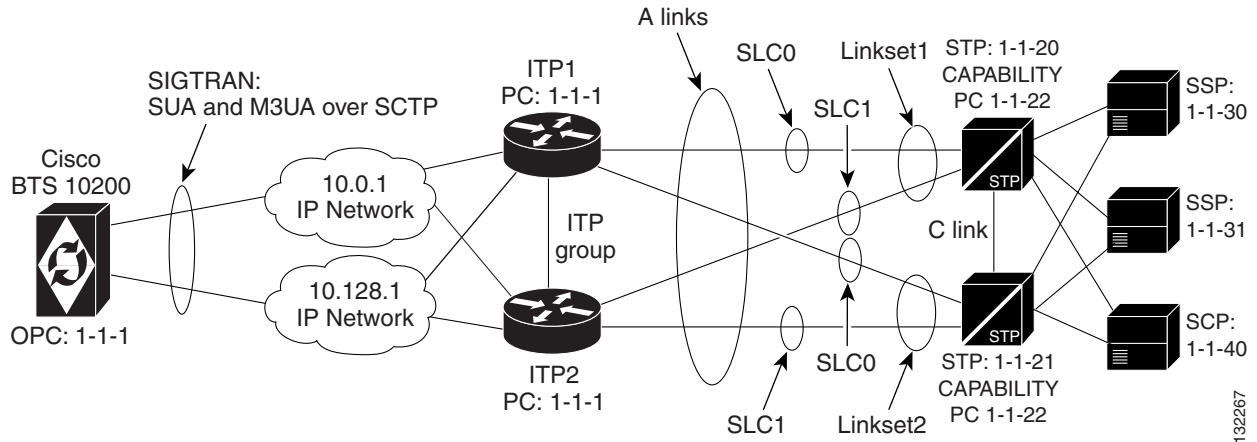 A links
SLC0
Linkset1
STP: 1-1-20
CAPABILITY
PC 1-1-22
SIGTRAN:
SUA and M3UA over SCTP
ITP1
PC: 1-1-1
SLC1
SSP:
1-1-30
Cisco
BTS 10200
10.0.1
IP Network
STP
ITP
group
C link
SSP:
1-1-31
10.128.1
IP Network
STP
SCP:
1-1-40
OPC: 1-1-1
ITP2
PC: 1-1-1
SLC0
STP: 1-1-21
CAPABILITY
PC 1-1-22
SLC1
Linkset2
132267